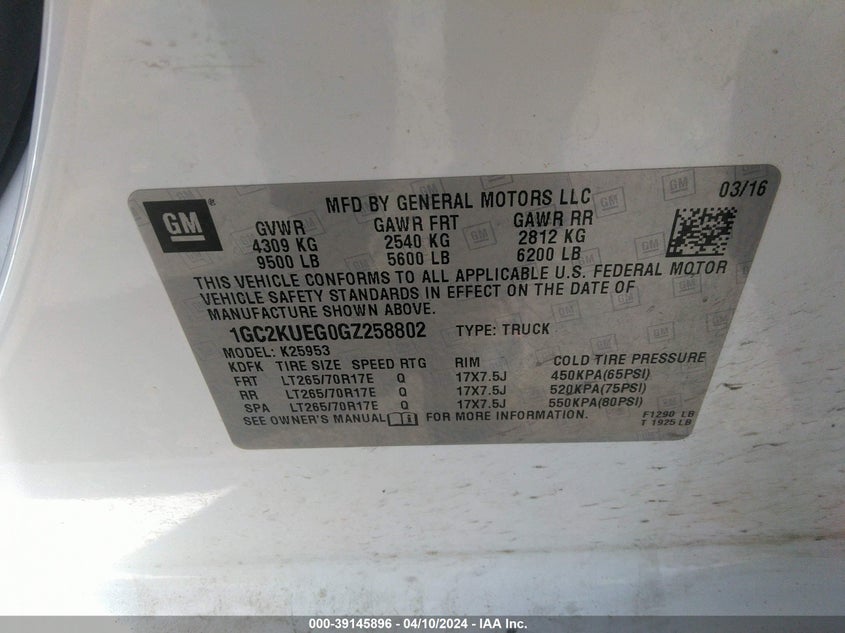 GM ®
MFD BY GENERAL MOTORS LLC 03/16
GVWR GAWR FRT GAWR RR
4309 KG 2540 KG 2812 KG
9500 LB 5600 LB 6200 LB
THIS VEHICLE CONFORMS TO ALL APPLICABLE U.S. FEDERAL MOTOR
VEHICLE SAFETY STANDARDS IN EFFECT ON THE DATE OF
MANUFACTURE SHOWN ABOVE.
1GC2KUEG0GZ258802 TYPE: TRUCK
MODEL: K25953
KDFK TIRE SIZE SPEED RTG RIM COLD TIRE PRESSURE
FRT LT265/70R17E Q 17X7.5J 450KPA(65PSI)
RR LT265/70R17E Q 17X7.5J 520KPA(75PSI)
SPA LT265/70R17E Q 17X7.5J 550KPA(80PSI)
SEE OWNER'S MANUAL FOR MORE INFORMATION.
F1290 LB
T 1925 LB
000-39145896 - 04/10/2024 - IAA Inc.